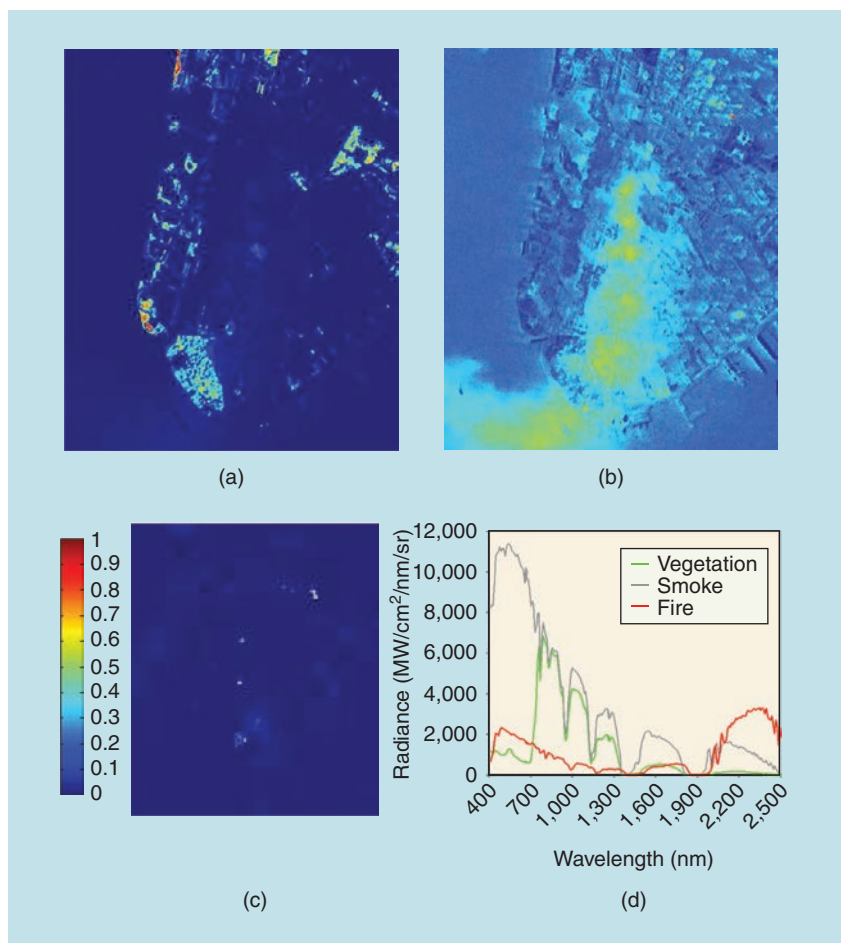 (a)
(b)
1
0.9
0.8
0.7
0.6
0.5
0.4
0.3
0.2
0.1
0
(c)
Radiance (MW/cm²/nm/sr)
12,000
10,000
8,000
6,000
4,000
2,000
0
Vegetation
Smoke
Fire
400
700
1,000
1,300
1,600
1,900
2,200
2,500
Wavelength (nm)
(d)